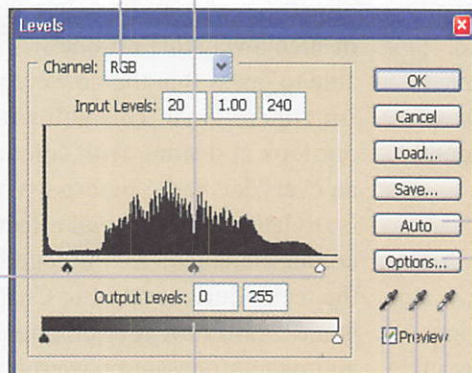 Levels
Channel: RGB
OK
Input Levels: 20 1.00 240
Cancel
Load...
Save...
Auto
Options...
Output Levels: 0 255
Preview